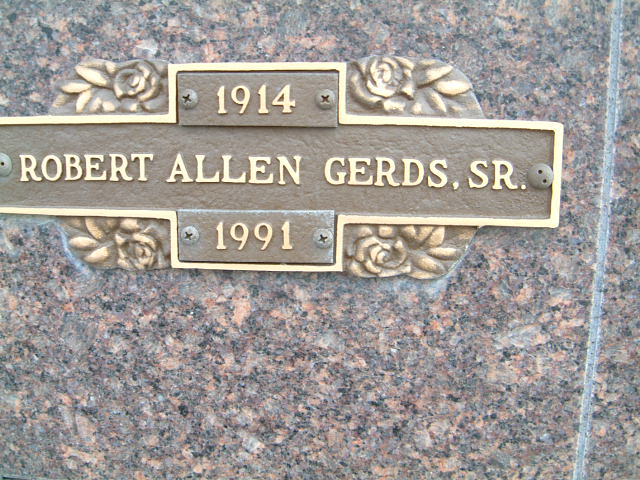 1914
ROBERT ALLEN GERDS, SR.
1991